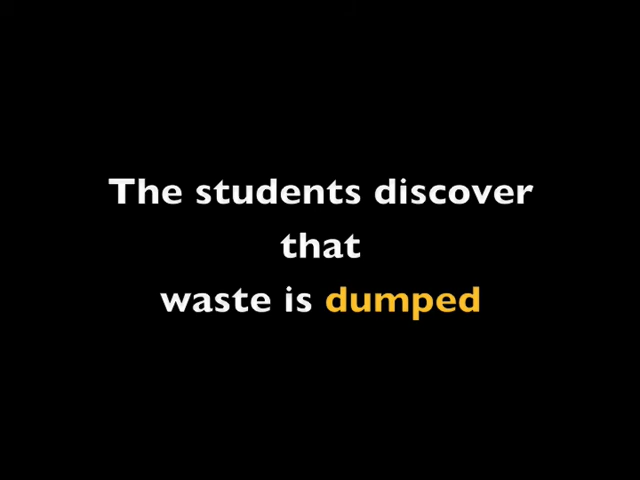 The students discover
that
waste is dumped